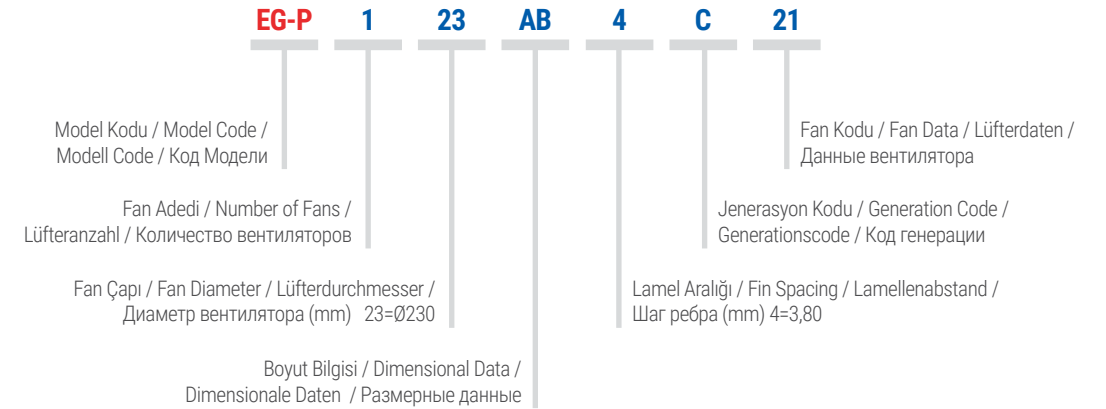 EG-P 1 23 AB 4 C 21
Model Kodu / Model Code /
Modell Code / Код Модели
Fan Kodu / Fan Data / Lüfterdaten /
Данные вентилятора
Fan Adedi / Number of Fans /
Lüfteranzahl / Количество вентиляторов
Jenerasyon Kodu / Generation Code /
Generationscode / Код генерации
Fan Çapı / Fan Diameter / Lüfterdurchmesser /
Диаметр вентилятора (mm) 23=Ø230
Lamel Aralığı / Fin Spacing / Lamellenabstand /
Шаг ребра (mm) 4=3,80
Boyut Bilgisi / Dimensional Data /
Dimensionale Daten / Размерные данные